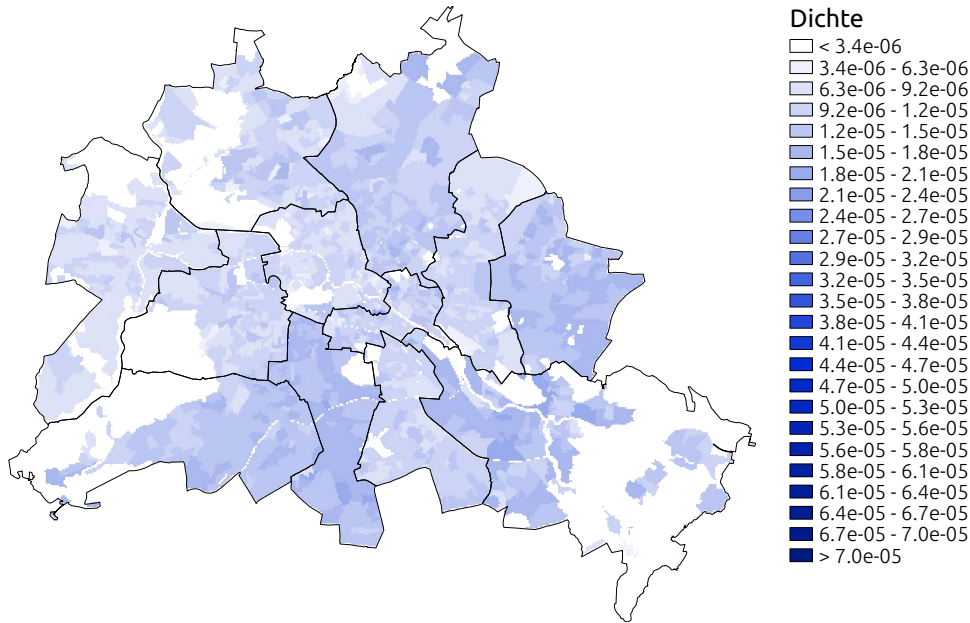 Dichte
< 3.4e-06
3.4e-06 - 6.3e-06
6.3e-06 - 9.2e-06
9.2e-06 - 1.2e-05
1.2e-05 - 1.5e-05
1.5e-05 - 1.8e-05
1.8e-05 - 2.1e-05
2.1e-05 - 2.4e-05
2.4e-05 - 2.7e-05
2.7e-05 - 2.9e-05
2.9e-05 - 3.2e-05
3.2e-05 - 3.5e-05
3.5e-05 - 3.8e-05
3.8e-05 - 4.1e-05
4.1e-05 - 4.4e-05
4.4e-05 - 4.7e-05
4.7e-05 - 5.0e-05
5.0e-05 - 5.3e-05
5.3e-05 - 5.6e-05
5.6e-05 - 5.8e-05
5.8e-05 - 6.1e-05
6.1e-05 - 6.4e-05
6.4e-05 - 6.7e-05
6.7e-05 - 7.0e-05
> 7.0e-05